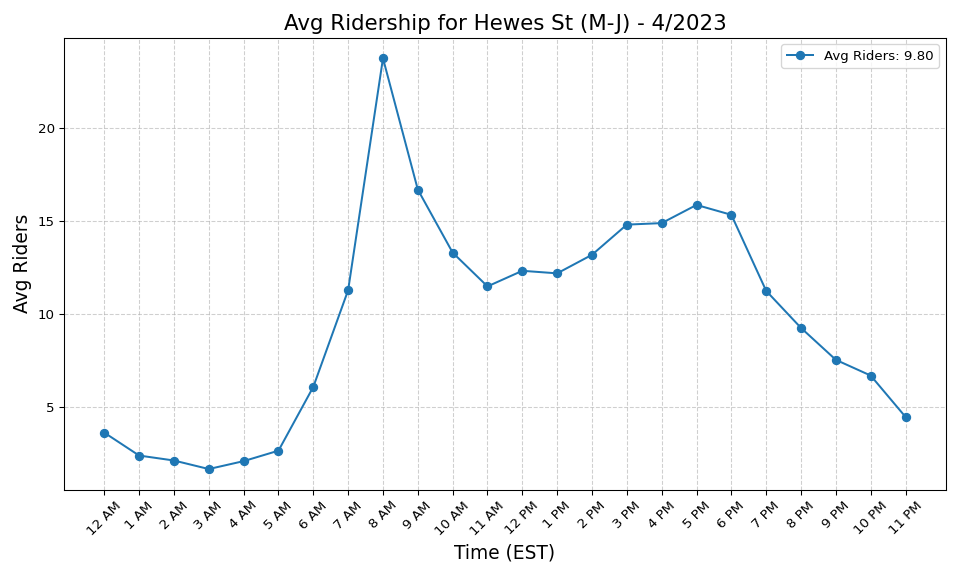 Avg Ridership for Hewes St (M-J) - 4/2023
Avg Riders: 9.80
Avg Riders
20
15
10
5
12 AM
1 AM
2 AM
3 AM
4 AM
5 AM
6 AM
7 AM
8 AM
9 AM
10 AM
11 AM
12 PM
1 PM
2 PM
3 PM
4 PM
5 PM
6 PM
7 PM
8 PM
9 PM
10 PM
11 PM
Time (EST)